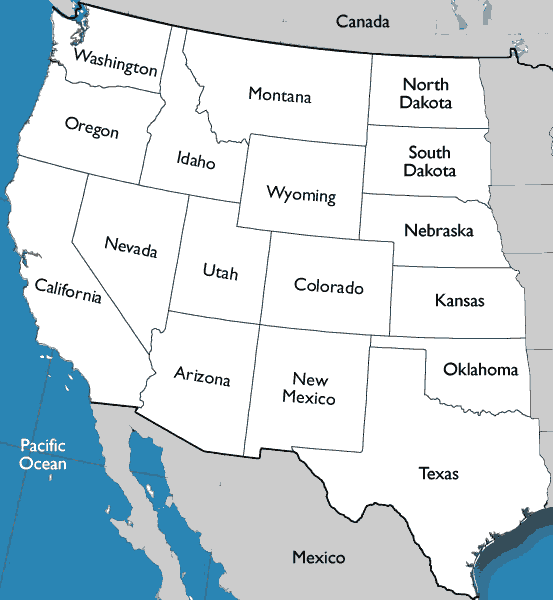 Canada
Washington
Montana
North
Dakota
Oregon
Idaho
South
Dakota
Wyoming
Nebraska
Nevada
Utah
Colorado
California
Kansas
Arizona
New
Mexico
Oklahoma
Pacific
Ocean
Texas
Mexico